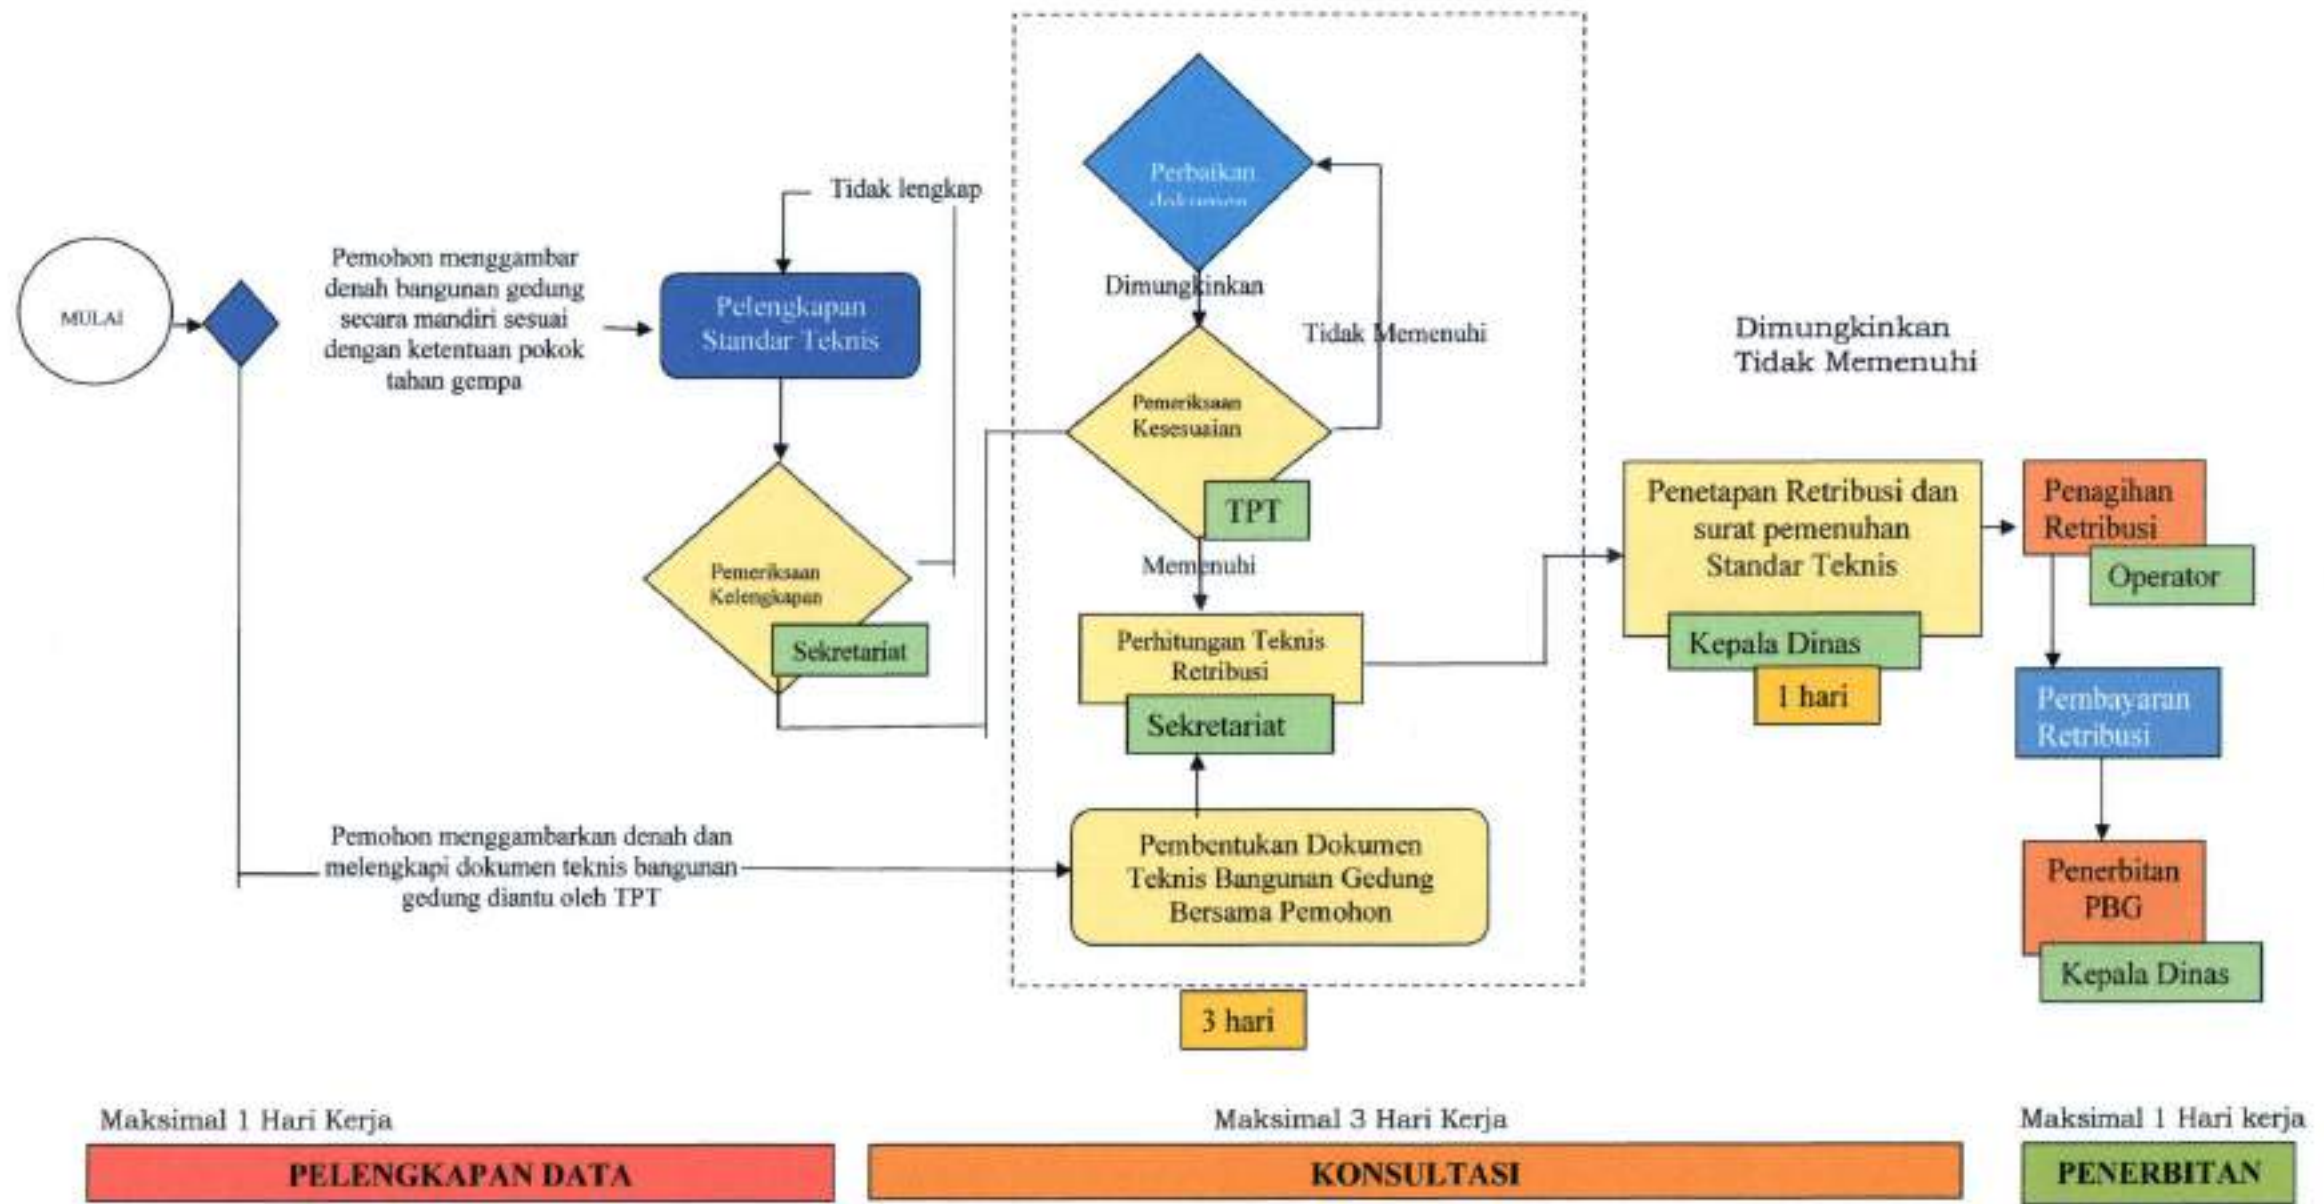 MULAI
Pemohon menggambar
denah bangunan gedung
secara mandiri sesuai
dengan ketentuan pokok
tahan gempa
Tidak lengkap
Pelengkapan
Standar Teknis
Pemeriksaan
Kelengkapan
Sekretariat
Pemohon menggambarkan denah dan
melengkapi dokumen teknis bangunan
gedung diantu oleh TPT
Perbaikan
dokumen
Dimungkinkan
Tidak Memenuhi
Pemeriksaan
Kesesuaian
TPT
Memenuhi
Perhitungan Teknis
Retribusi
Sekretariat
Pembentukan Dokumen
Teknis Bangunan Gedung
Bersama Pemohon
3 hari
Dimungkinkan
Tidak Memenuhi
Penetapan Retribusi dan
surat pemenuhan
Standar Teknis
Kepala Dinas
1 hari
Penagihan
Retribusi
Operator
Pembayaran
Retribusi
Penerbitan
PBG
Kepala Dinas
Maksimal 1 Hari Kerja
PELENGKAPAN DATA
Maksimal 3 Hari Kerja
KONSULTASI
Maksimal 1 Hari kerja
PENERBITAN